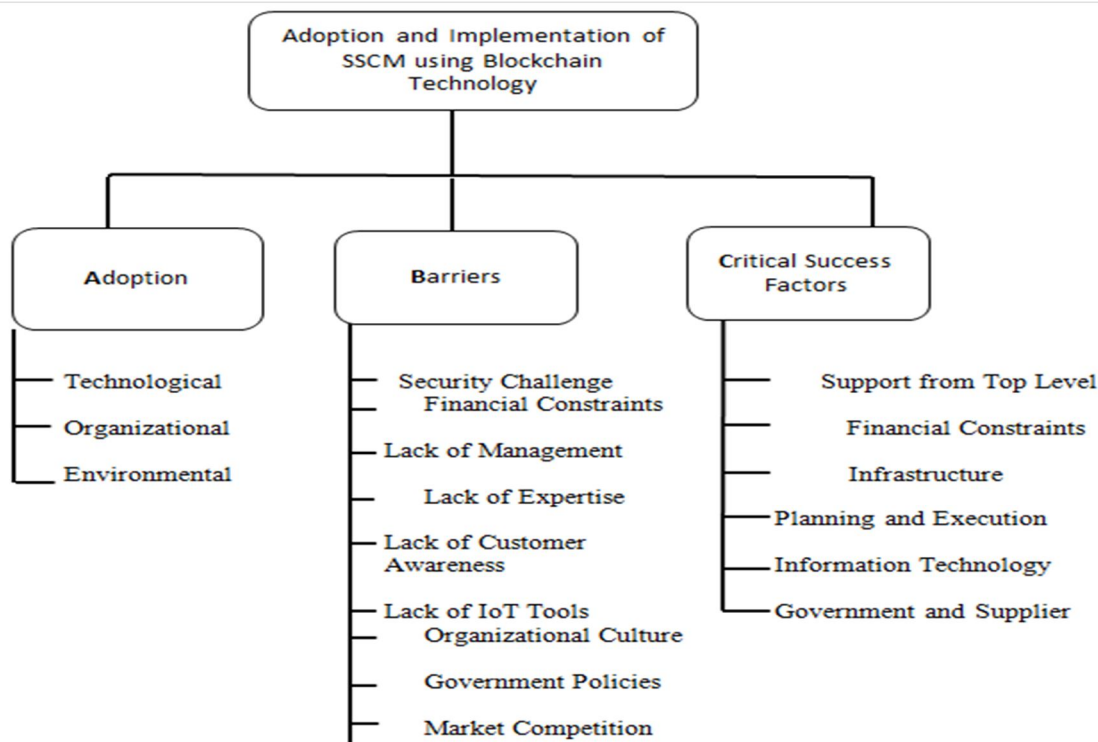 Adoption and Implementation of
SSCM using Blockchain
Technology
Adoption
Technological
Organizational
Environmental
Barriers
Security Challenge
Financial Constraints
Lack of Management
Lack of Expertise
Lack of Customer
Awareness
Lack of IoT Tools
Organizational Culture
Government Policies
Market Competition
Critical Success
Factors
Support from Top Level
Financial Constraints
Infrastructure
Planning and Execution
Information Technology
Government and Supplier